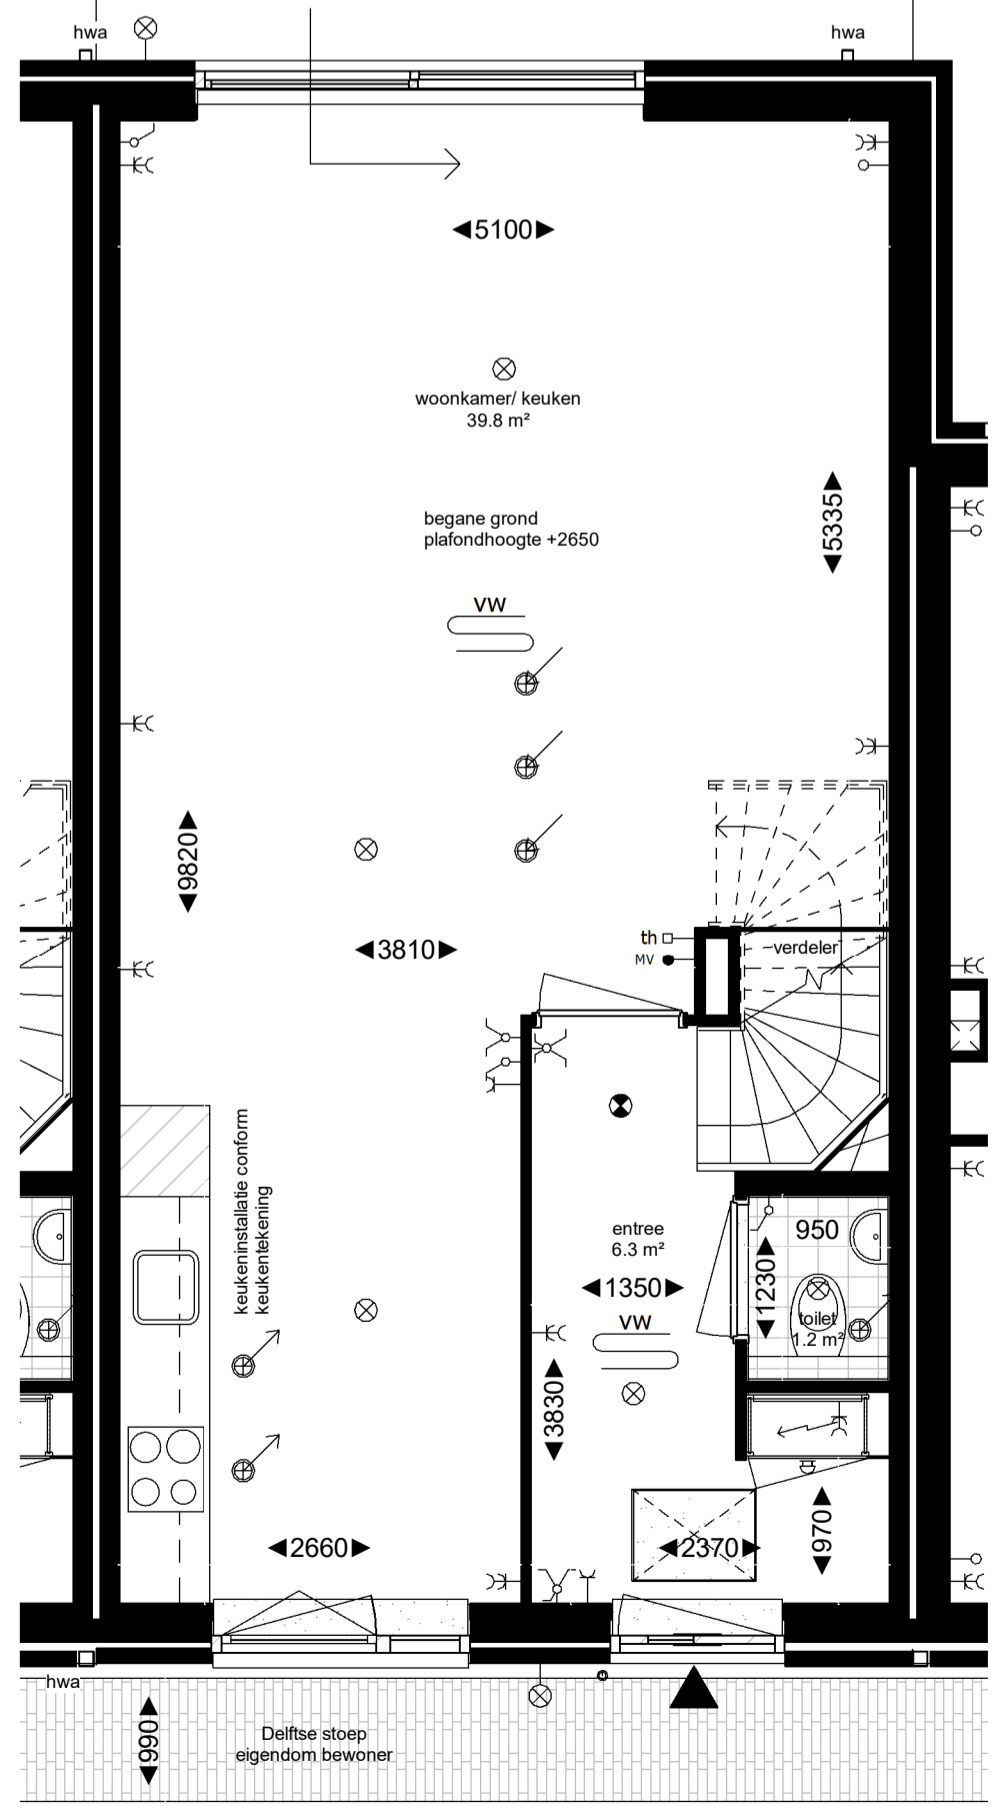 hwa
hwa
5100
woonkamer/ keuken
39.8 m²
begane grond
plafondhoogte +2650
5335
VW
9820
3810
th
MV
verdeler
keukeninstallatie conform
keukentekening
entree
6.3 m²
950
1350
1230
VW
toilet
1.2 m²
3830
2660
2370
970
hwa
990
Delftse stoep
eigendom bewoner